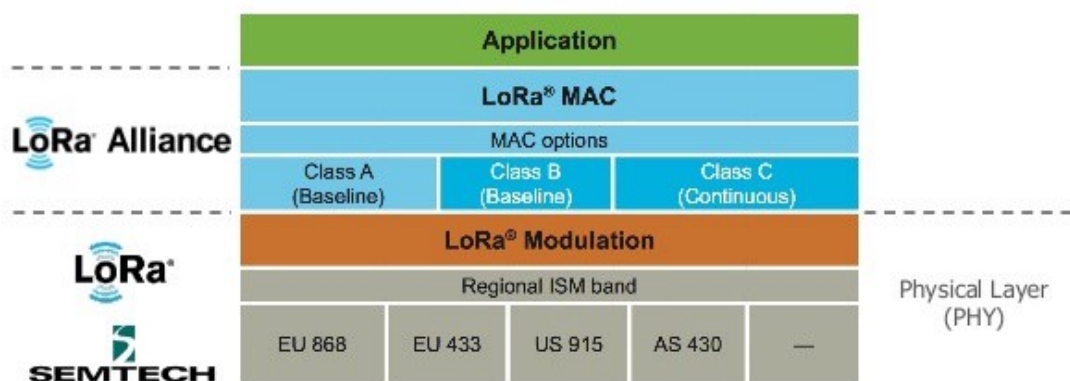 Application
LoRa® MAC
LoRa® Alliance
MAC options
Class A
(Baseline)
Class B
(Baseline)
Class C
(Continuous)
LoRa® Modulation
LoRa®
Regional ISM band
Physical Layer
(PHY)
EU 868
EU 433
US 915
AS 430
—
SEMTECH